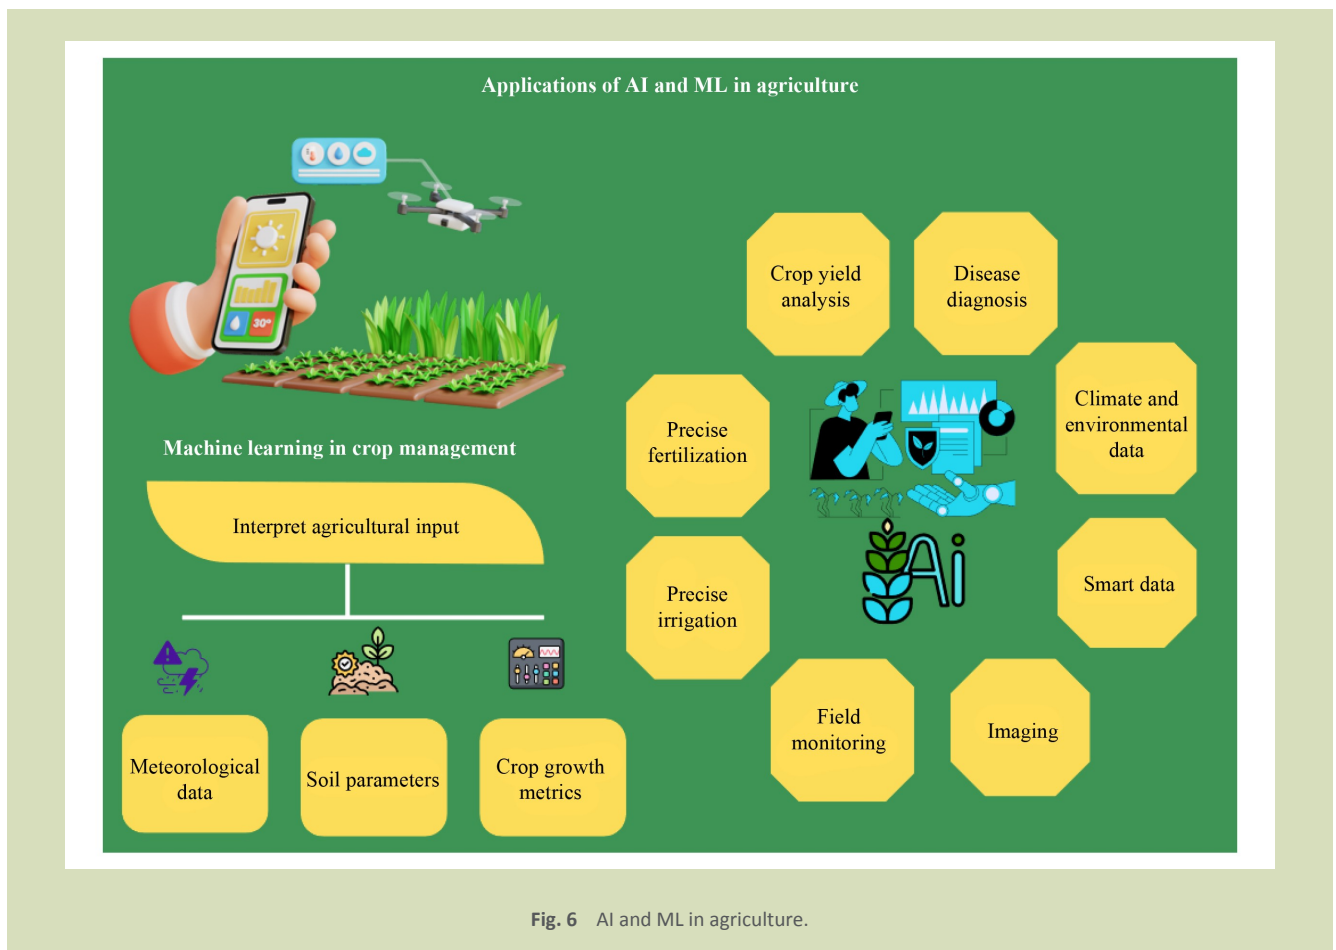 Applications of AI and ML in agriculture
30°
Machine learning in crop management
Interpret agricultural input
Meteorological
data
Soil parameters
Crop growth
metrics
Crop yield
analysis
Disease
diagnosis
Precise
fertilization
Climate and
environmental
data
Precise
irrigation
Ai
Smart data
Field
monitoring
Imaging
Fig. 6 AI and ML in agriculture.